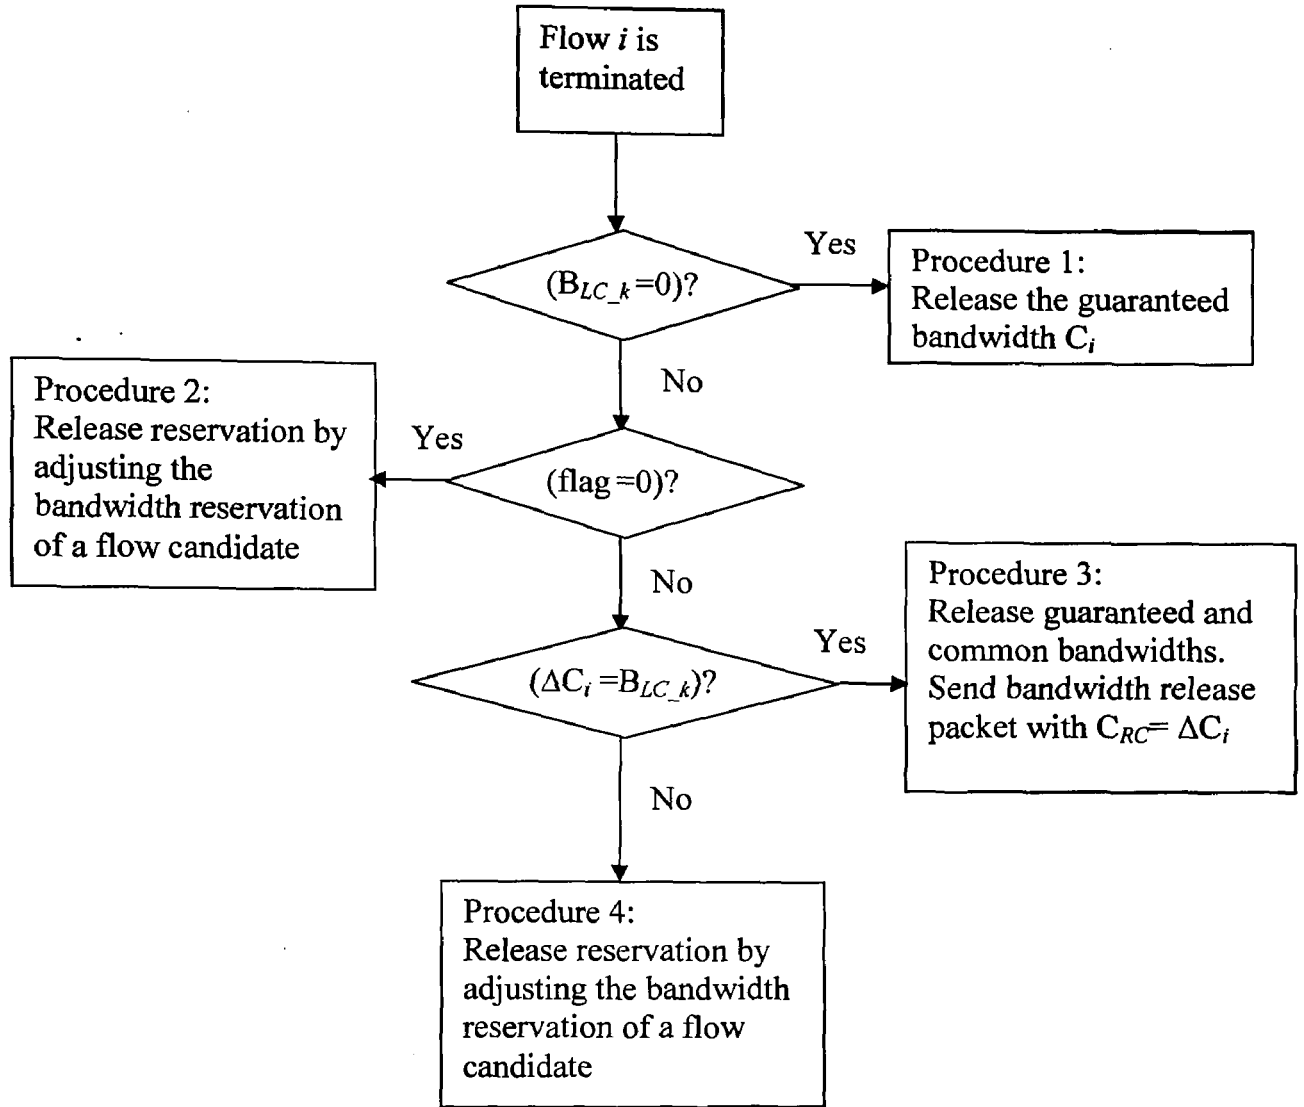 Flow i is
terminated
(B_LC_k=0)?
Yes
Procedure 1:
Release the guaranteed
bandwidth C_i
No
Procedure 2:
Release reservation by
adjusting the
bandwidth reservation
of a flow candidate
Yes
(flag=0)?
No
(ΔC_i=B_LC_k)?
Yes
Procedure 3:
Release guaranteed and
common bandwidths.
Send bandwidth release
packet with C_RC= ΔC_i
No
Procedure 4:
Release reservation by
adjusting the bandwidth
reservation of a flow
candidate